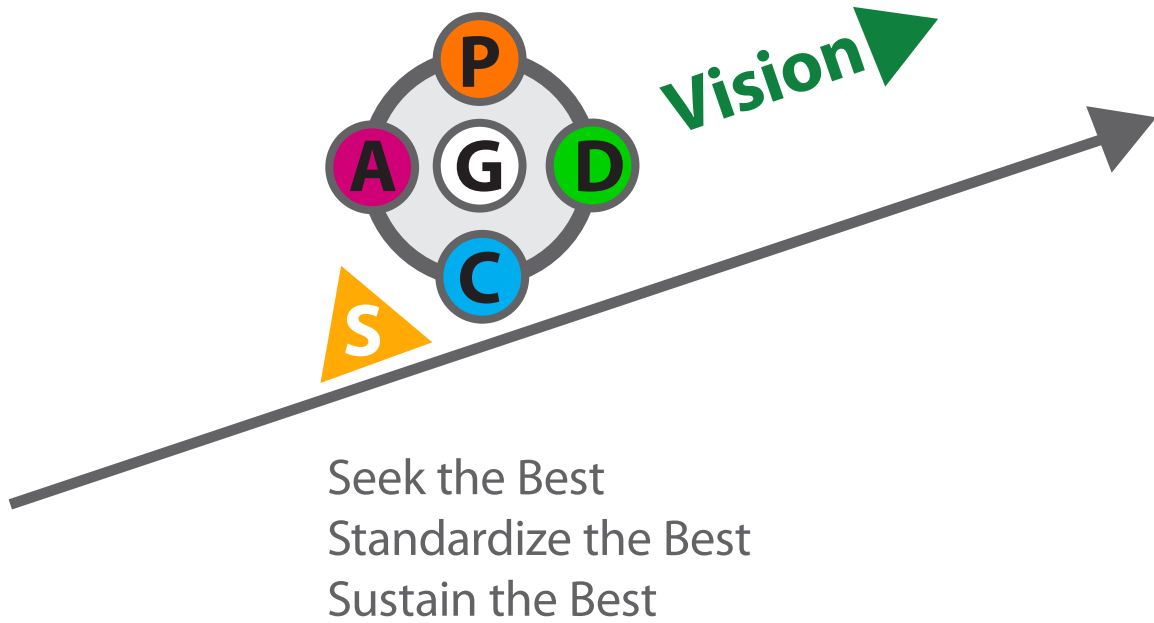 P
Vision
A G D
C
S
Seek the Best
Standardize the Best
Sustain the Best